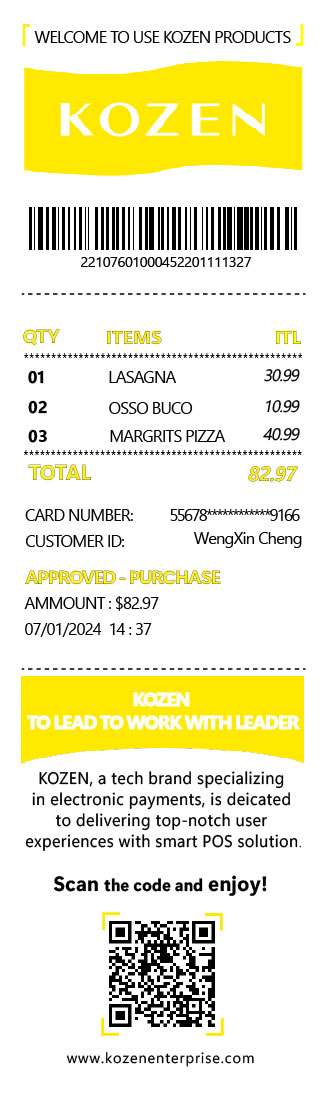 WELCOME TO USE KOZEN PRODUCTS
KOZEN
22107601000452201111327
QTY ITEMS ITL
01 LASAGNA 30.99
02 OSSO BUCO 10.99
03 MARGRITS PIZZA 40.99
TOTAL 82.97
CARD NUMBER: 55678************9166
CUSTOMER ID: WengXin Cheng
APPROVED - PURCHASE
AMMOUNT : $82.97
07/01/2024 14 : 37
KOZEN
TO LEAD TO WORK WITH LEADER
KOZEN, a tech brand specializing
in electronic payments, is deicated
to delivering top-notch user
experiences with smart POS solution.
Scan the code and enjoy!
www.kozenenterprise.com